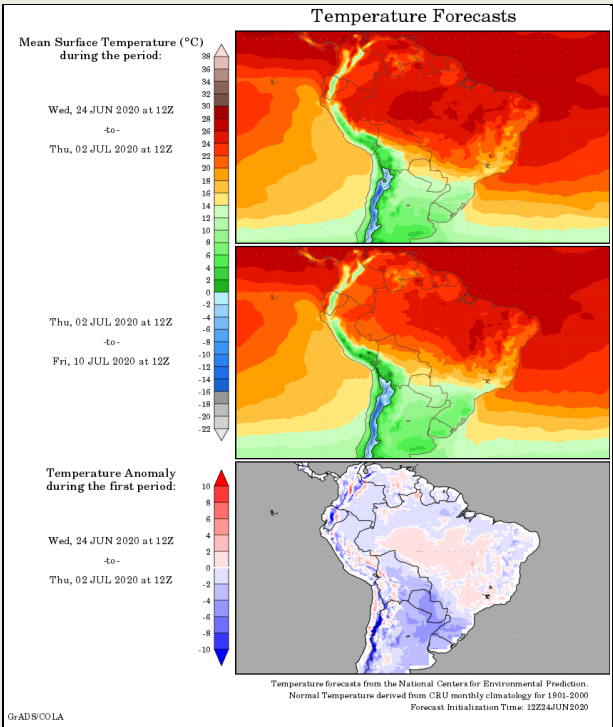 Temperature Forecasts
Mean Surface Temperature (°C)
during the period:
Wed, 24 JUN 2020 at 12Z
-to-
Thu, 02 JUL 2020 at 12Z
38
36
34
32
30
28
26
24
22
20
18
16
14
12
10
8
6
4
2
0
-2
-4
-6
-8
-10
-12
-14
-16
-18
-20
-22
Thu, 02 JUL 2020 at 12Z
-to-
Fri, 10 JUL 2020 at 12Z
Temperature Anomaly
during the first period:
Wed, 24 JUN 2020 at 12Z
-to-
Thu, 02 JUL 2020 at 12Z
10
8
6
4
2
0
-2
-4
-6
-8
-10
Temperature forecasts from the National Centers for Environmental Prediction.
Normal Temperature derived from CRU monthly climatology for 1901-2000
Forecast Initialization Time: 12Z24JUN2020
GrADS/COLA